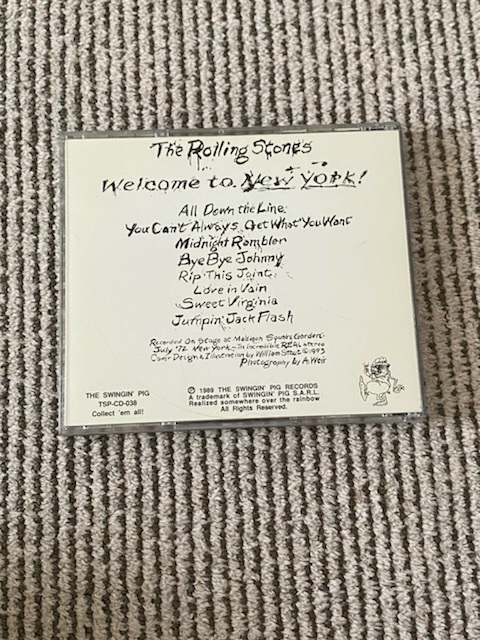 The Rolling Stones
Welcome to New York!
All Down the Line
You Can't Always Get What You Want
Midnight Rambler
Bye Bye Johnny
Rip This Joint
Love in Vain
Sweet Virginia
Jumpin' Jack Flash
Recorded On Stage at Madison Square Garden
July '72 New York - In incredible REAL stereo
Cover Design & Illustration by William Stout © 1973
Photography by A. Weir
THE SWINGIN' PIG
TSP-CD-038
Collect 'em all!
℗ 1989 THE SWINGIN' PIG RECORDS
A trademark of SWINGIN' PIG S.A.R.L.
Realized somewhere over the rainbow
All Rights Reserved.